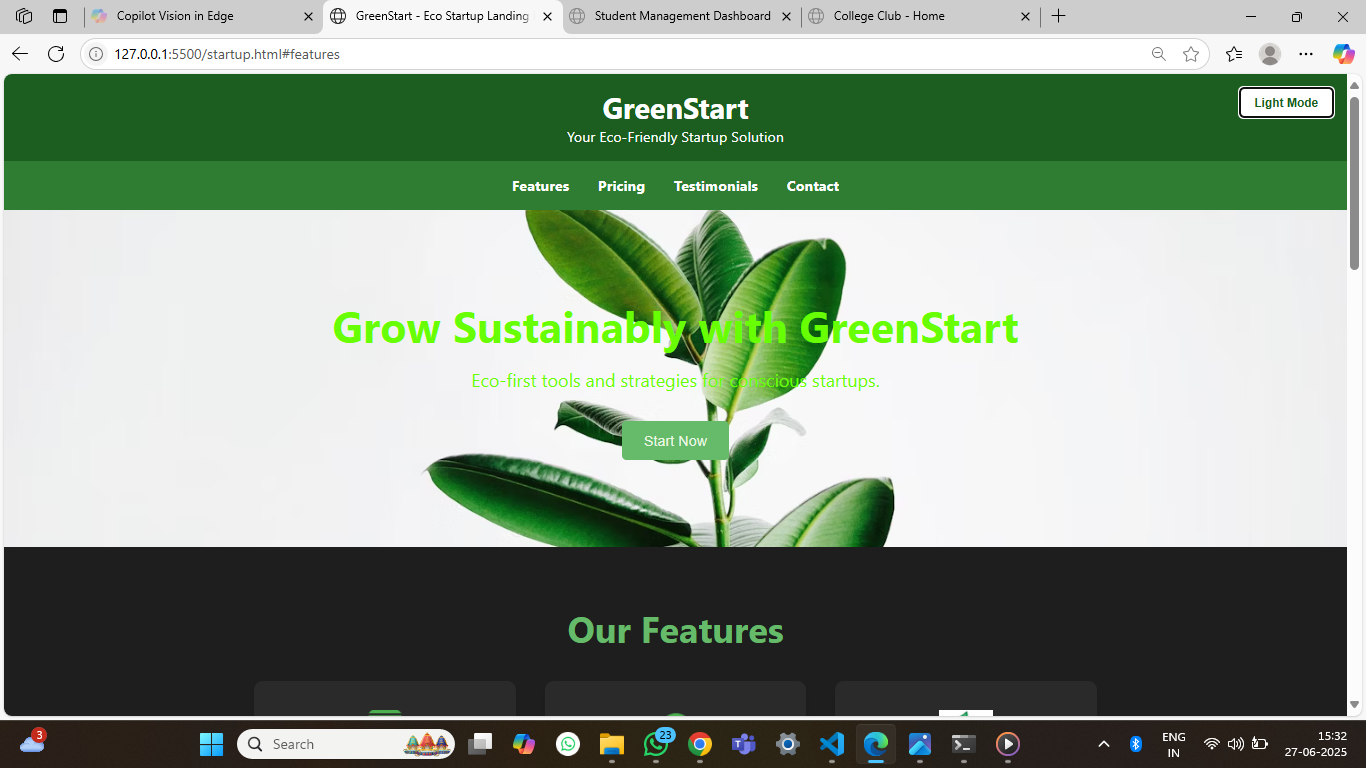 Copilot Vision in Edge
GreenStart - Eco Startup Landing
Student Management Dashboard
College Club - Home
127.0.0.1:5500/startup.html#features
GreenStart
Your Eco-Friendly Startup Solution
Light Mode
Features Pricing Testimonials Contact
Grow Sustainably with GreenStart
Eco-first tools and strategies for conscious startups.
Start Now
Our Features
3
Search
23
ENG
IN
15:32
27-06-2025